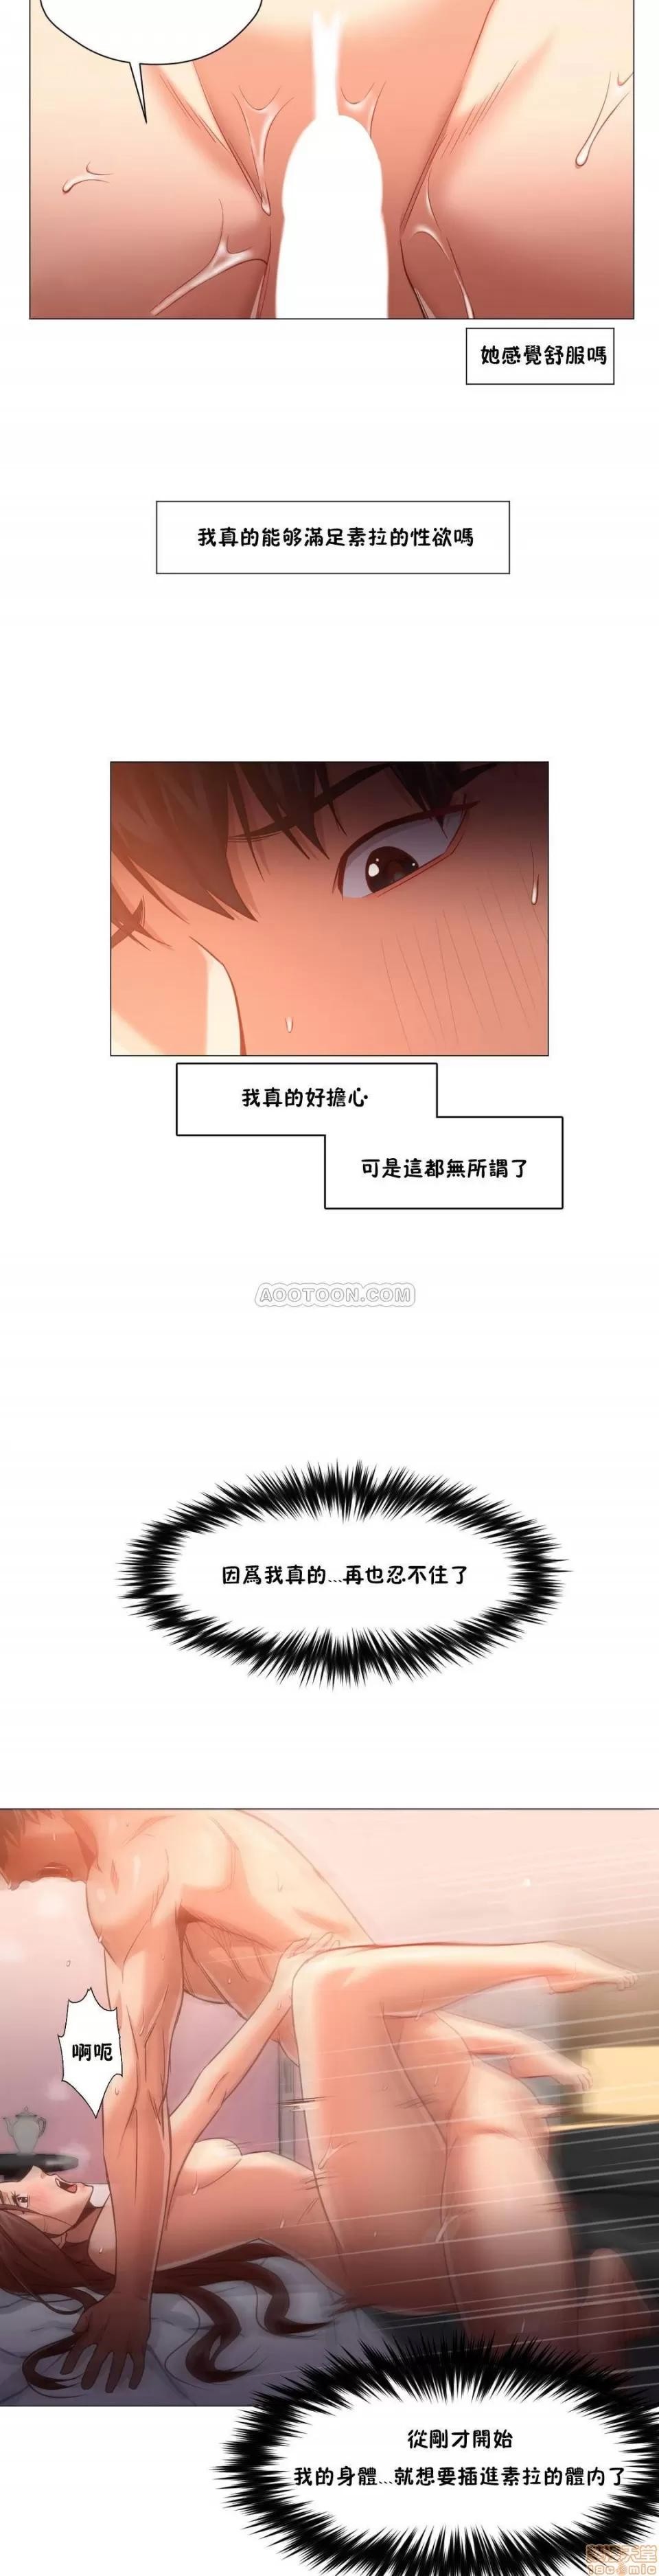 她感覺舒服嗎
我真的能够滿足素拉的性欲嗎
我真的好擔心
可是這都無所謂了
AOOTOON.COM
因爲我真的...再也忍不住了
啊呃
從剛才開始
我的身體...就想要插進素拉的體内了